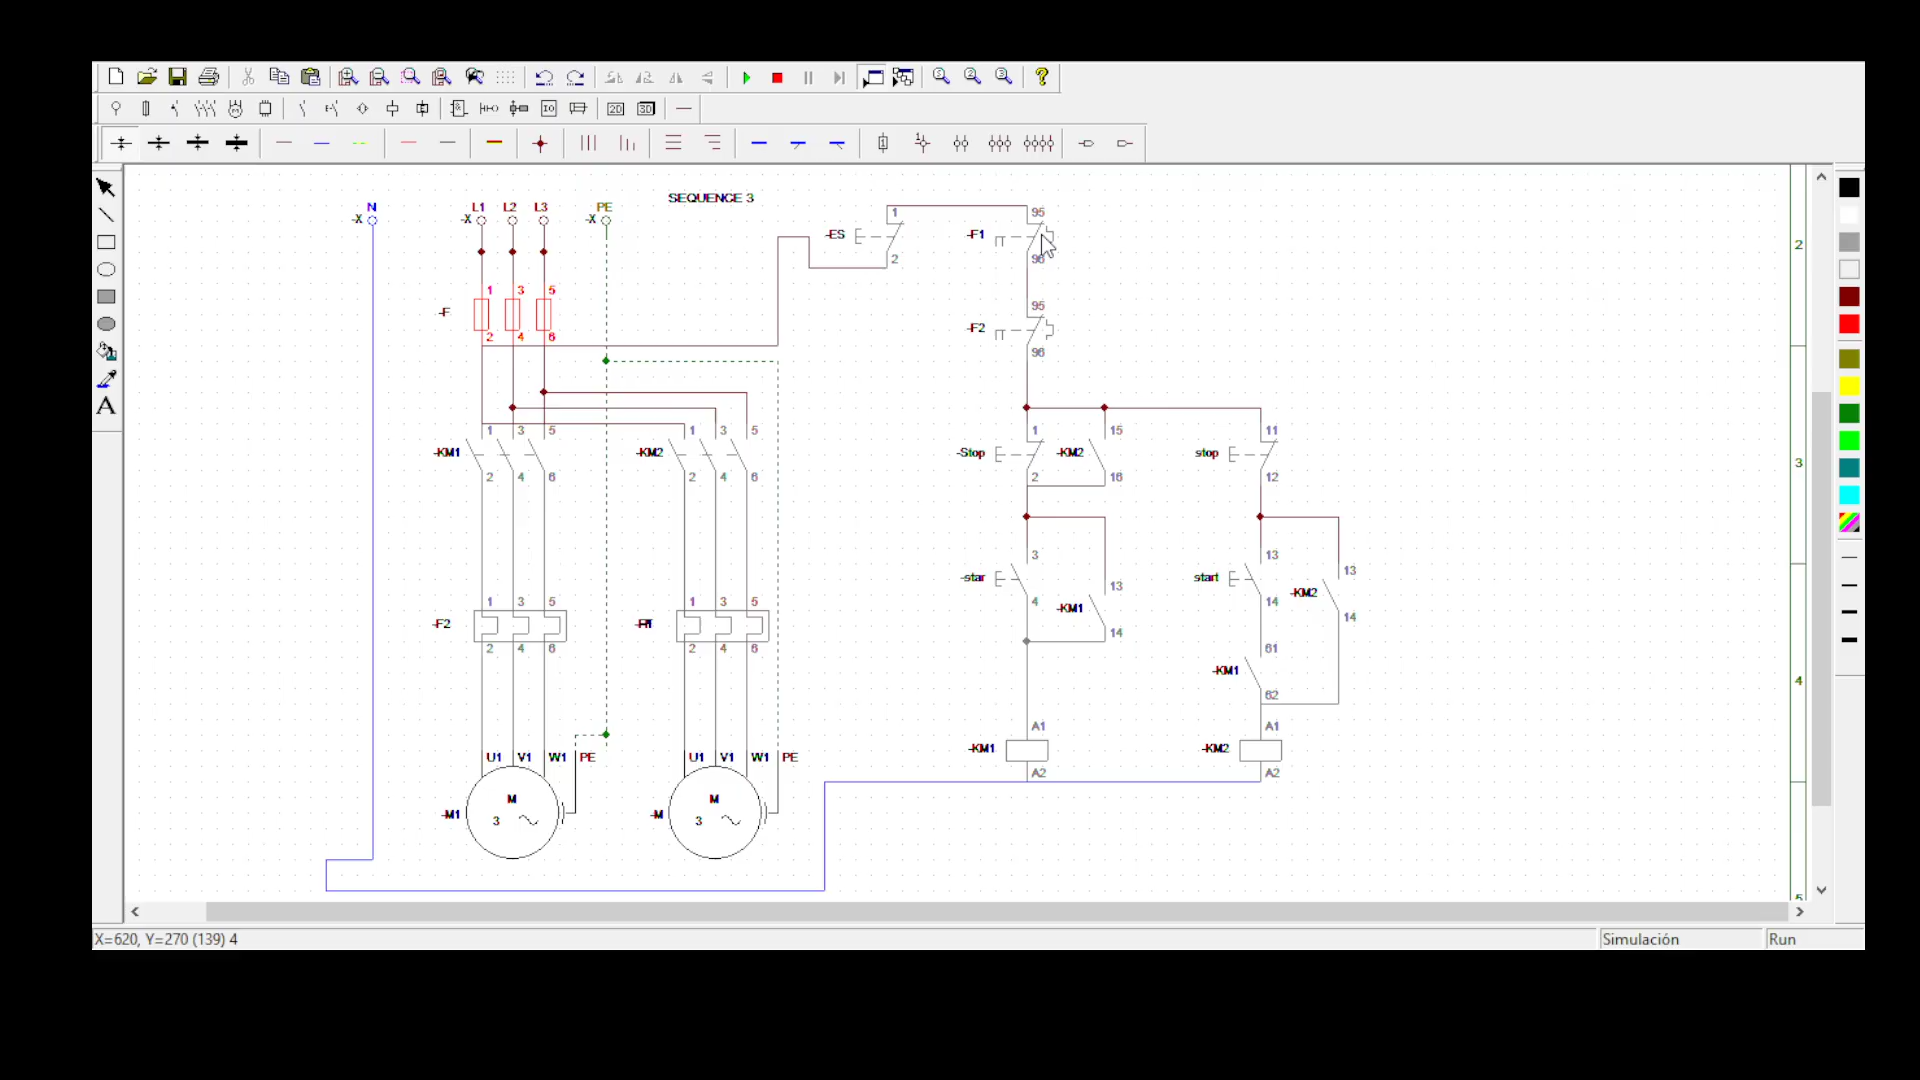 SEQUENCE 3
N L1 L2 L3 PE
-X -X -X
1 95
-ES -F1
2 96
2
1 3 5
-F
2 4 6
95
-F2
96
1 3 5 1 3 5 1 15 11
-KM1 -KM2 -Stop -KM2 stop
2 4 6 2 4 6 2 16 12
3
3 13 13
-star 13 start -KM2
4 -KM1 14 14
14
1 3 5 1 3 5
-F2
2 4 6 2 4 6
61
-KM1
62
4
A1 A1
-KM1 -KM2
A2 A2
U1 V1 W1 PE U1 V1 W1 PE
M M
-M1 3 -M 3
5
X=620, Y=270 (139) 4
Simulación
Run
A
IO
2D
3D